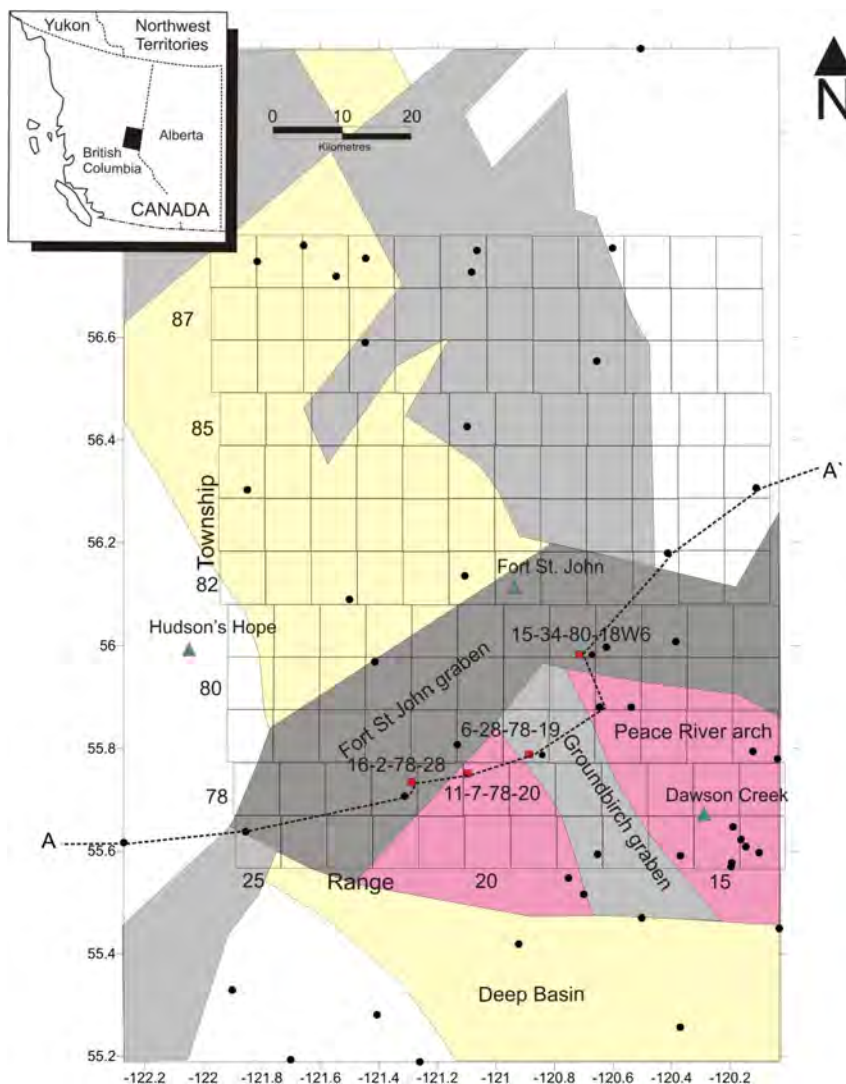 Yukon
Northwest
Territories
Alberta
British
Columbia
CANADA
0 10 20
Kilometres
N
87
56.6
85
56.4
A`
Township
56.2
82
Fort St. John
Hudson's Hope
56
15-34-80-18W6
80
Fort St John graben
6-28-78-19
Peace River arch
Groundbirch graben
55.8
16-2-78-28
11-7-78-20
78
Dawson Creek
A
55.6
25
Range
20
15
55.4
Deep Basin
55.2
-122.2 -122 -121.8 -121.6 -121.4 -121.2 -121 -120.8 -120.6 -120.4 -120.2